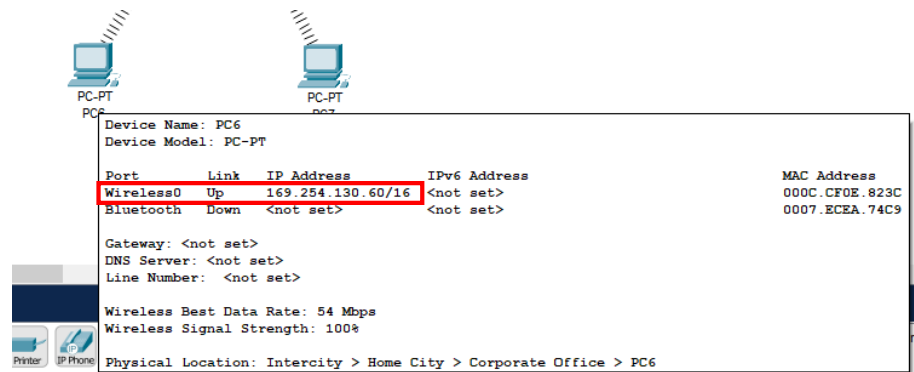 PC-PT
PC6
PC-PT
PC7
Device Name: PC6
Device Model: PC-PT
Port Link IP Address IPv6 Address MAC Address
Wireless0 Up 169.254.130.60/16 <not set> 000C.CF0E.823C
Bluetooth Down <not set> <not set> 0007.ECEA.74C9
Gateway: <not set>
DNS Server: <not set>
Line Number: <not set>
Wireless Best Data Rate: 54 Mbps
Wireless Signal Strength: 100%
Physical Location: Intercity > Home City > Corporate Office > PC6
Printer
IP
IP Phone